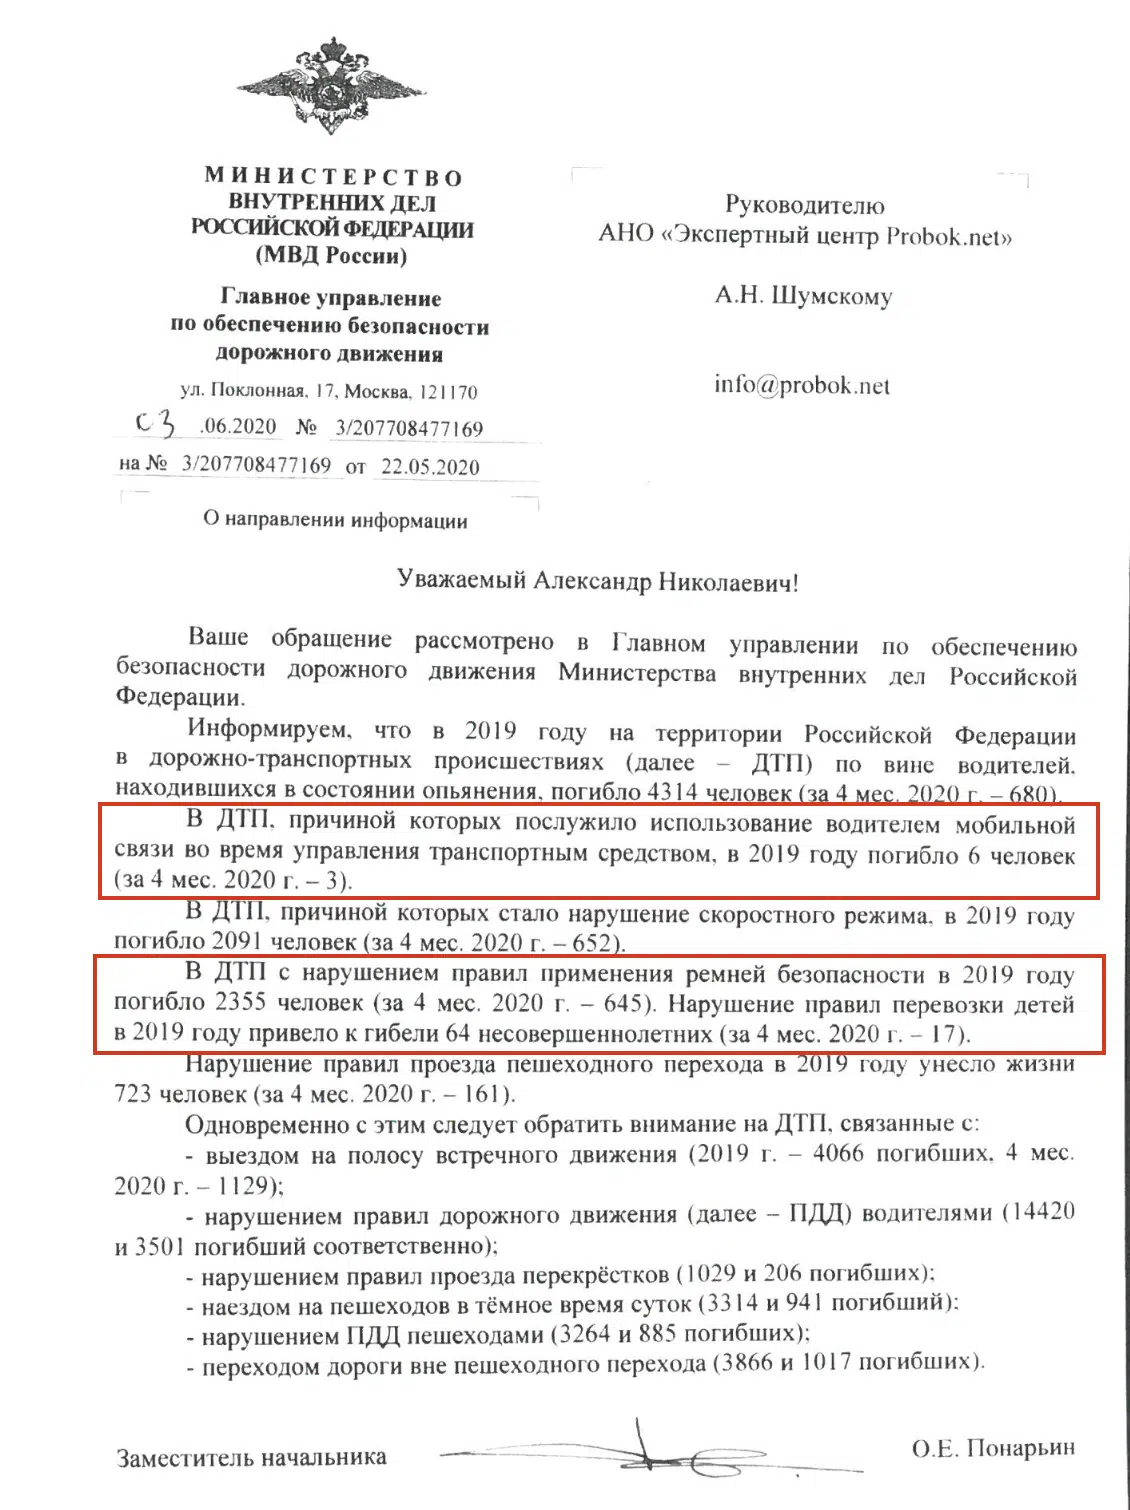 МИНИСТЕРСТВО
ВНУТРЕННИХ ДЕЛ
РОССИЙСКОЙ ФЕДЕРАЦИИ
(МВД России)
Главное управление
по обеспечению безопасности
дорожного движения
ул. Поклонная, 17, Москва, 121170
03 .06.2020 № 3/207708477169
на № 3/207708477169 от 22.05.2020
О направлении информации
Руководителю
АНО «Экспертный центр Probok.net»
А.Н. Шумскому
info@probok.net
Уважаемый Александр Николаевич!
Ваше обращение рассмотрено в Главном управлении по обеспечению
безопасности дорожного движения Министерства внутренних дел Российской
Федерации.
Информируем, что в 2019 году на территории Российской Федерации
в дорожно-транспортных происшествиях (далее – ДТП) по вине водителей,
находившихся в состоянии опьянения, погибло 4314 человек (за 4 мес. 2020 г. – 680).
В ДТП, причиной которых послужило использование водителем мобильной
связи во время управления транспортным средством, в 2019 году погибло 6 человек
(за 4 мес. 2020 г. – 3).
В ДТП, причиной которых стало нарушение скоростного режима, в 2019 году
погибло 2091 человек (за 4 мес. 2020 г. – 652).
В ДТП с нарушением правил применения ремней безопасности в 2019 году
погибло 2355 человек (за 4 мес. 2020 г. – 645). Нарушение правил перевозки детей
в 2019 году привело к гибели 64 несовершеннолетних (за 4 мес. 2020 г. – 17).
Нарушение правил проезда пешеходного перехода в 2019 году унесло жизни
723 человек (за 4 мес. 2020 г. – 161).
Одновременно с этим следует обратить внимание на ДТП, связанные с:
- выездом на полосу встречного движения (2019 г. – 4066 погибших, 4 мес.
2020 г. – 1129);
- нарушением правил дорожного движения (далее – ПДД) водителями (14420
и 3501 погибший соответственно);
- нарушением правил проезда перекрёстков (1029 и 206 погибших);
- наездом на пешеходов в тёмное время суток (3314 и 941 погибший);
- нарушением ПДД пешеходами (3264 и 885 погибших);
- переходом дороги вне пешеходного перехода (3866 и 1017 погибших).
Заместитель начальника
О.Е. Понарьин